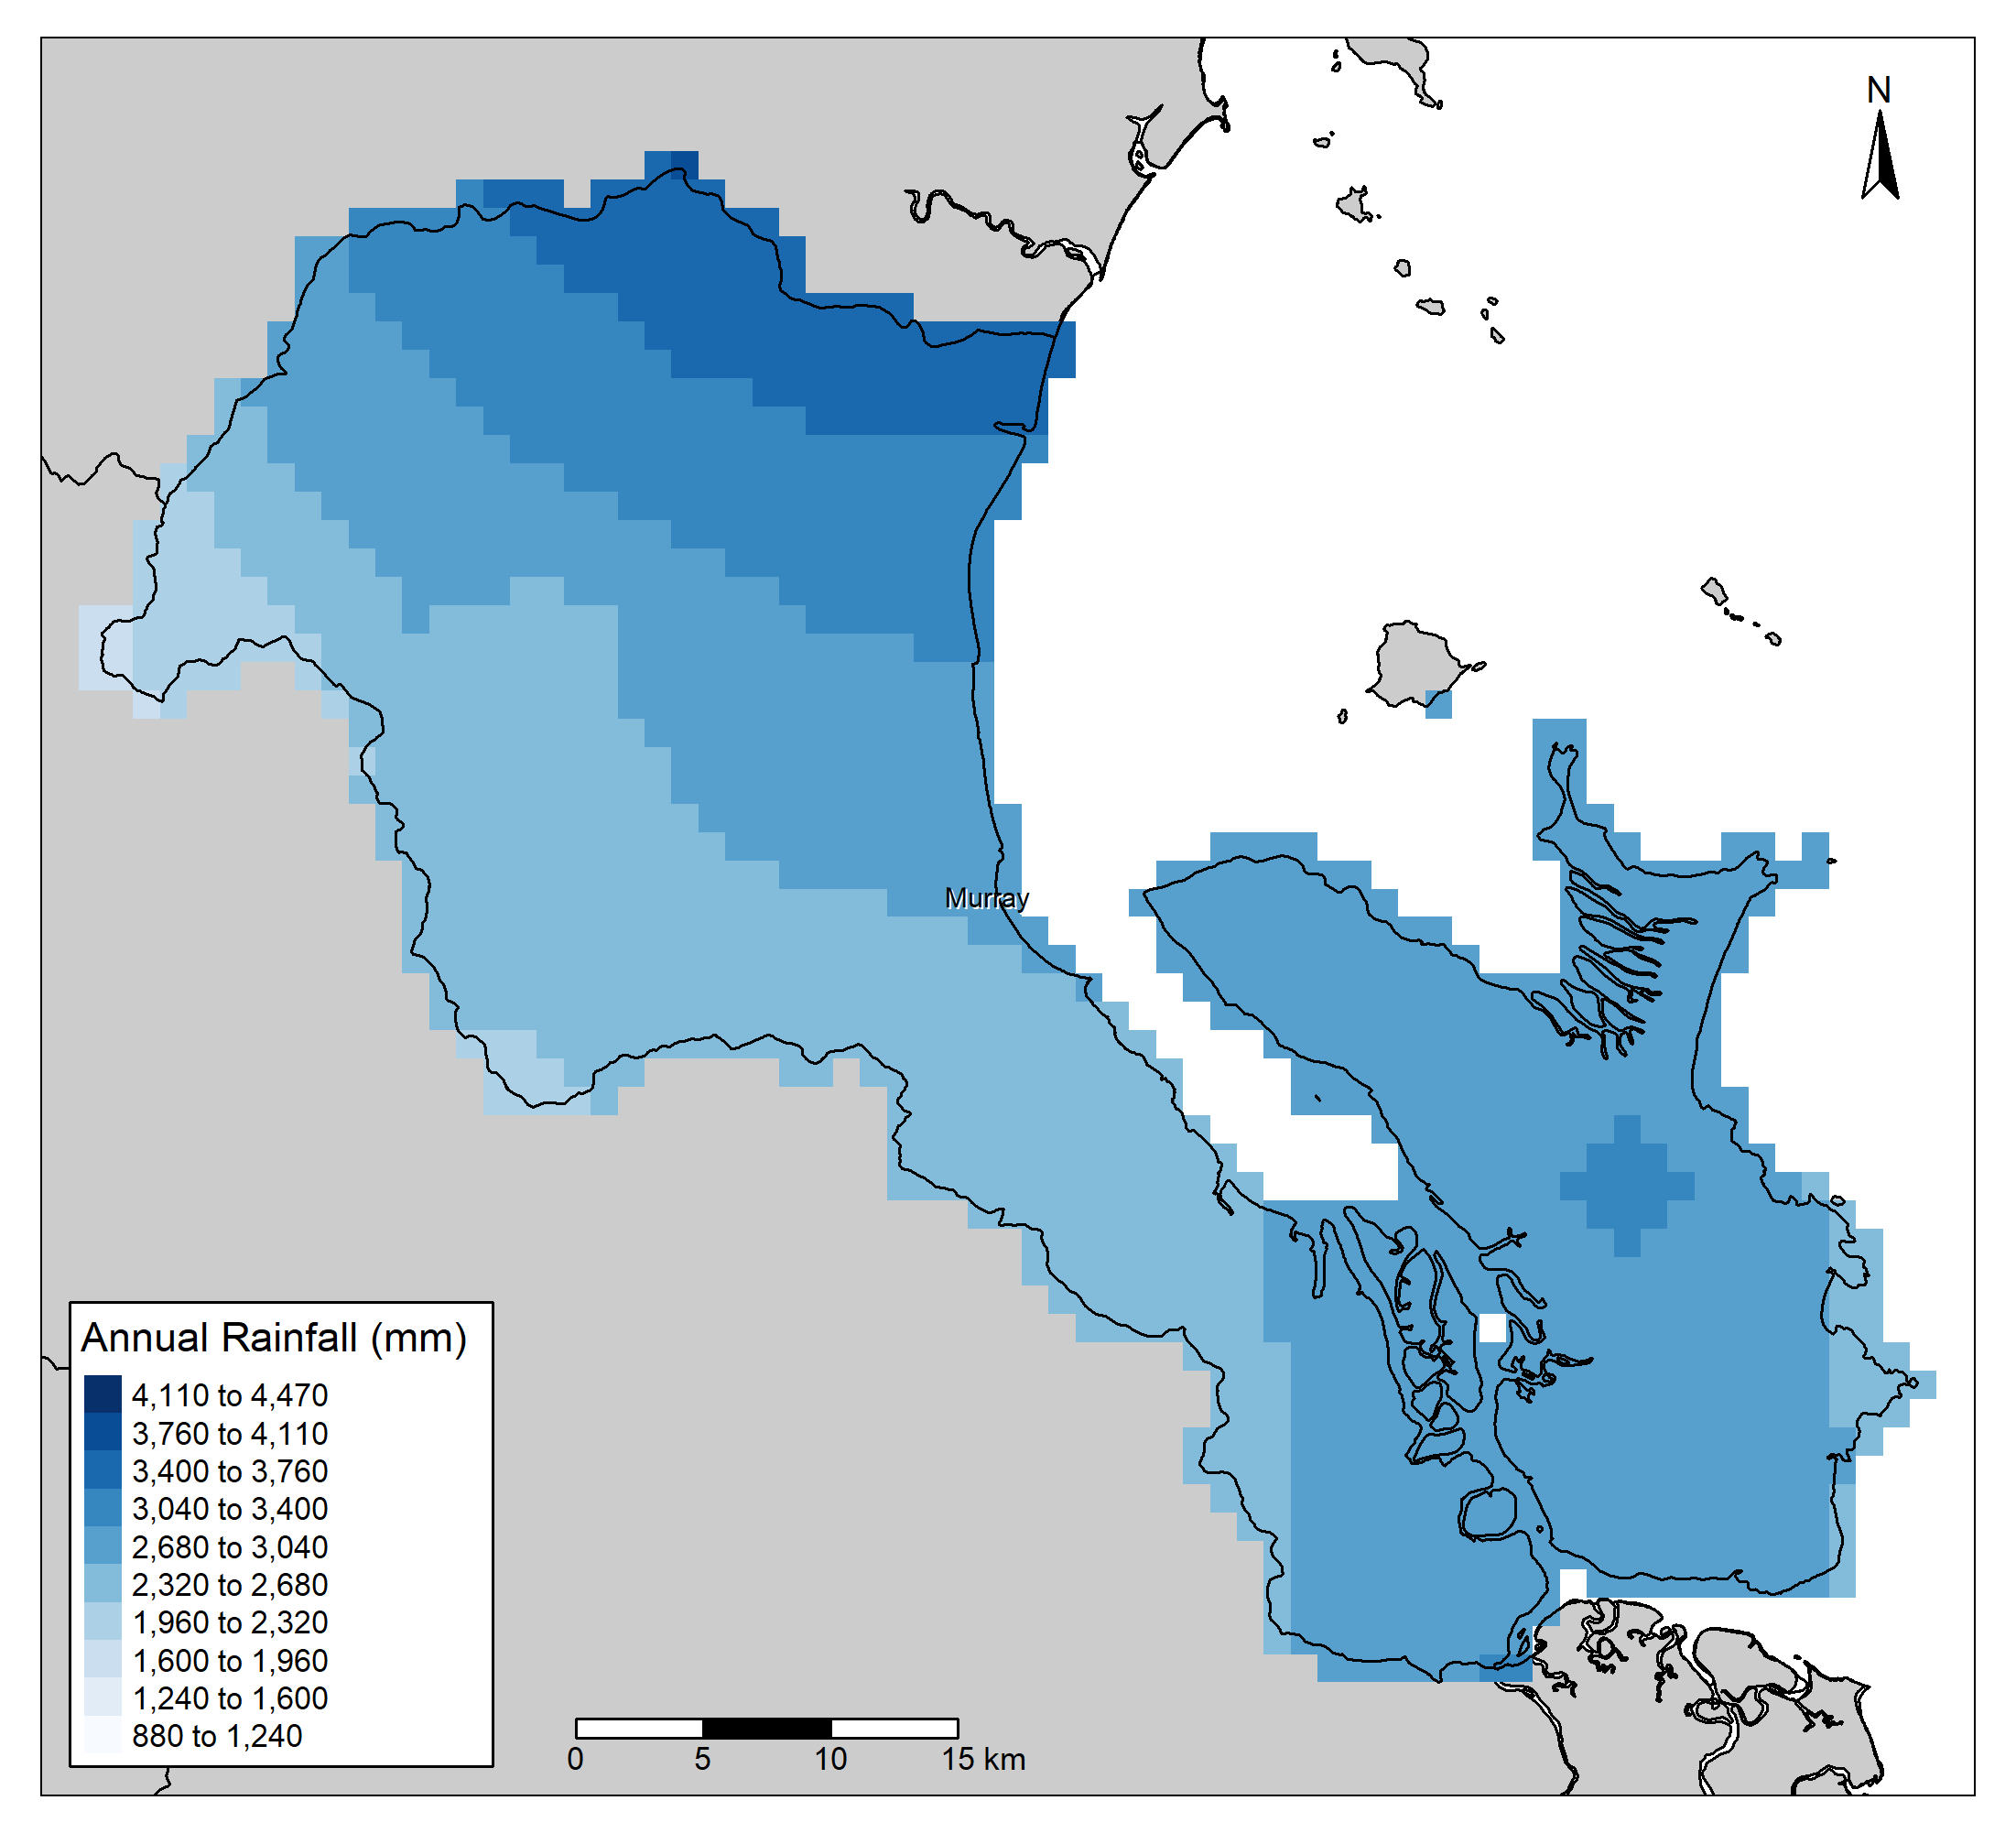 N
Murray
Annual Rainfall (mm)
4,110 to 4,470
3,760 to 4,110
3,400 to 3,760
3,040 to 3,400
2,680 to 3,040
2,320 to 2,680
1,960 to 2,320
1,600 to 1,960
1,240 to 1,600
880 to 1,240
0 5 10 15 km